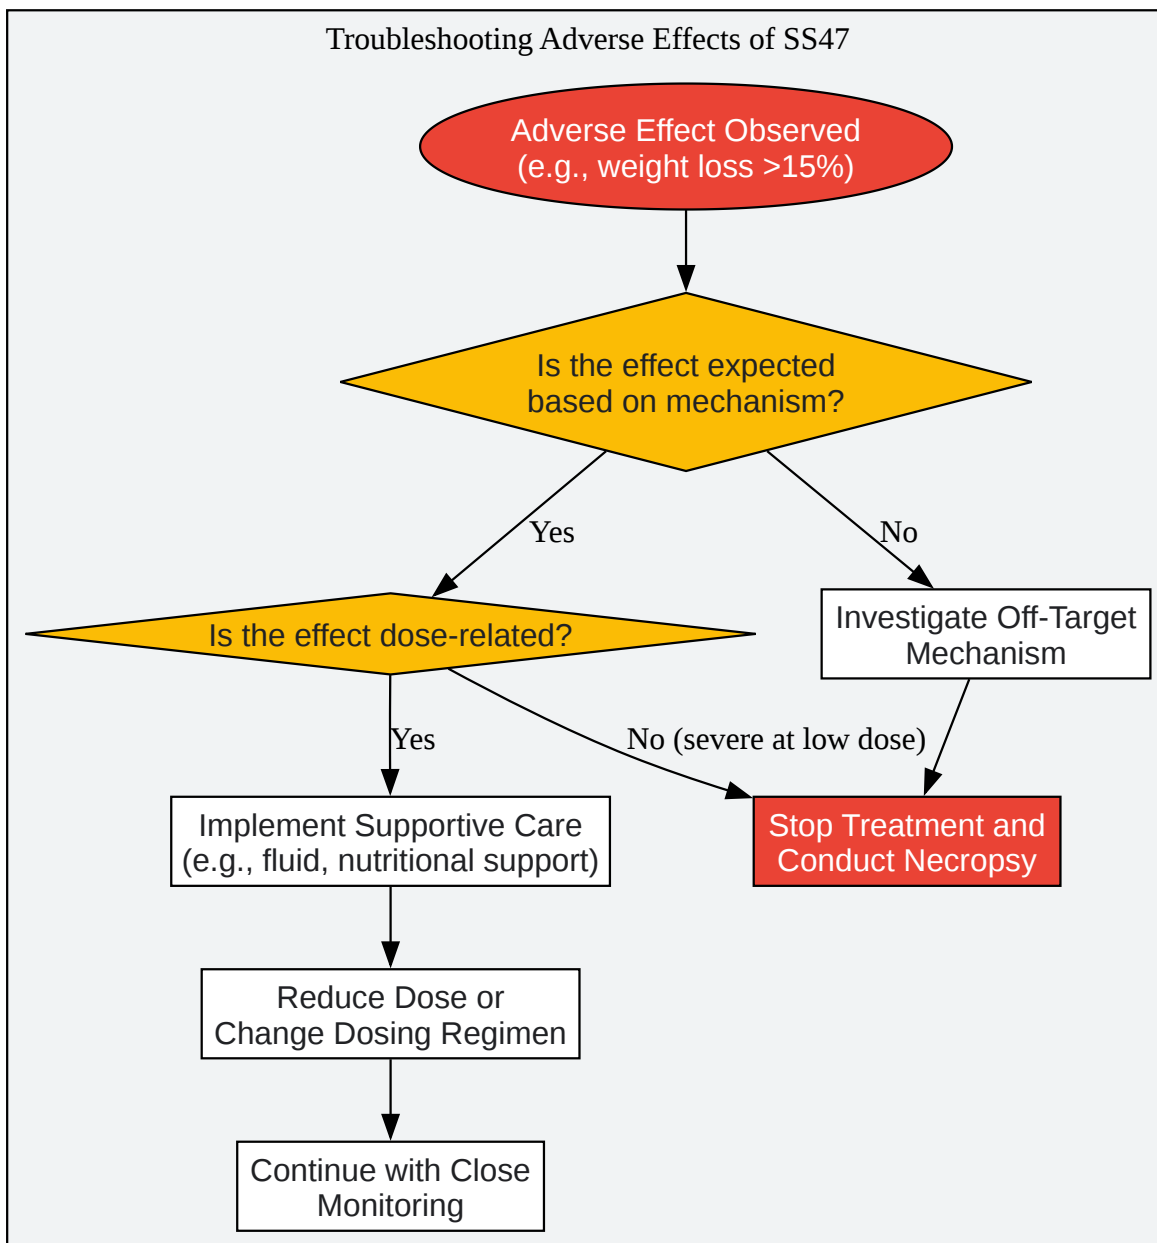 Troubleshooting Adverse Effects of SS47
Adverse Effect Observed
(e.g., weight loss >15%)
Is the effect expected
based on mechanism?
Yes
No
Is the effect dose-related?
Investigate Off-Target
Mechanism
Yes
No (severe at low dose)
Implement Supportive Care
(e.g., fluid, nutritional support)
Stop Treatment and
Conduct Necropsy
Reduce Dose or
Change Dosing Regimen
Continue with Close
Monitoring